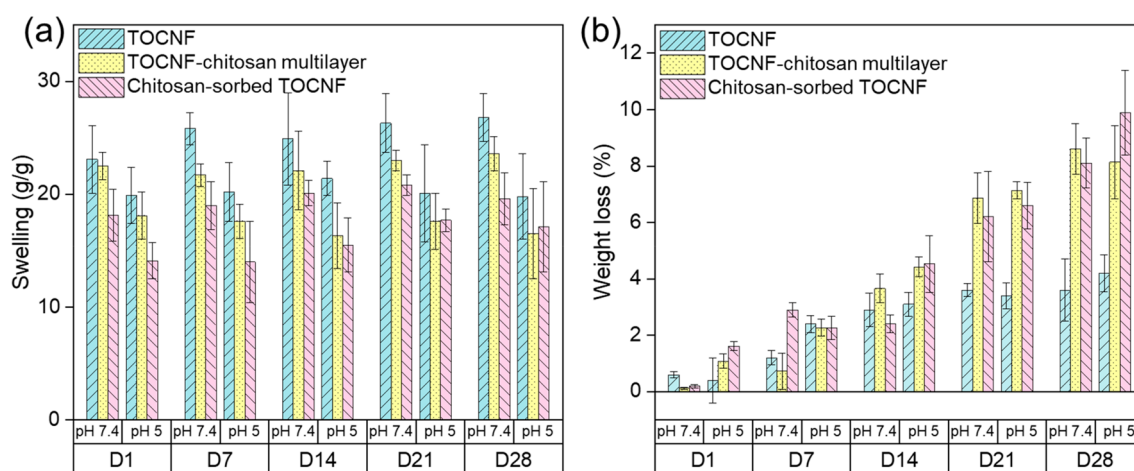 (a)
TOCNF
TOCNF-chitosan multilayer
Chitosan-sorbed TOCNF
Swelling (g/g)
30
20
10
0
pH 7.4 pH 5 pH 7.4 pH 5 pH 7.4 pH 5 pH 7.4 pH 5 pH 7.4 pH 5
D1 D7 D14 D21 D28
(b)
TOCNF
TOCNF-chitosan multilayer
Chitosan-sorbed TOCNF
Weight loss (%)
12
10
8
6
4
2
0
pH 7.4 pH 5 pH 7.4 pH 5 pH 7.4 pH 5 pH 7.4 pH 5 pH 7.4 pH 5
D1 D7 D14 D21 D28